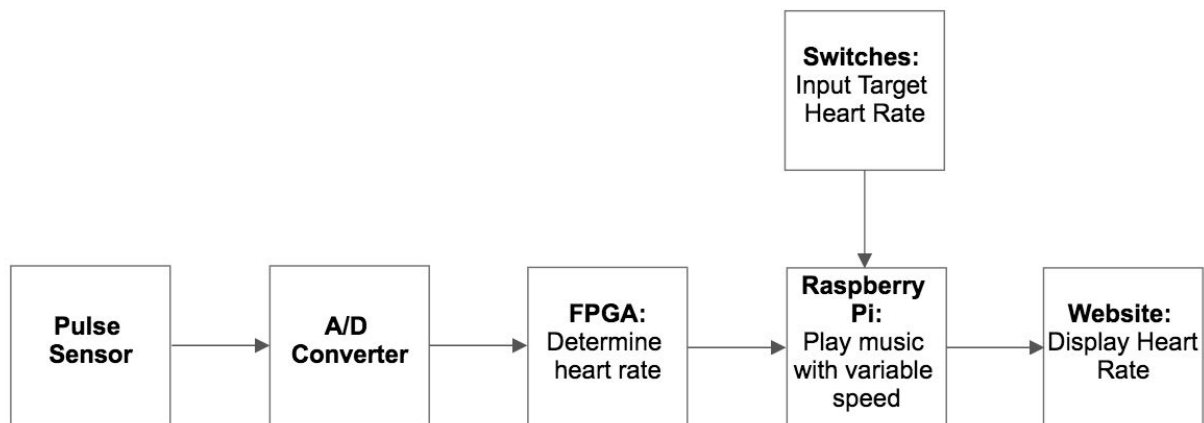 Switches:
Input Target
Heart Rate
Pulse
Sensor
A/D
Converter
FPGA:
Determine
heart rate
Raspberry
Pi:
Play music
with variable
speed
Website:
Display Heart
Rate